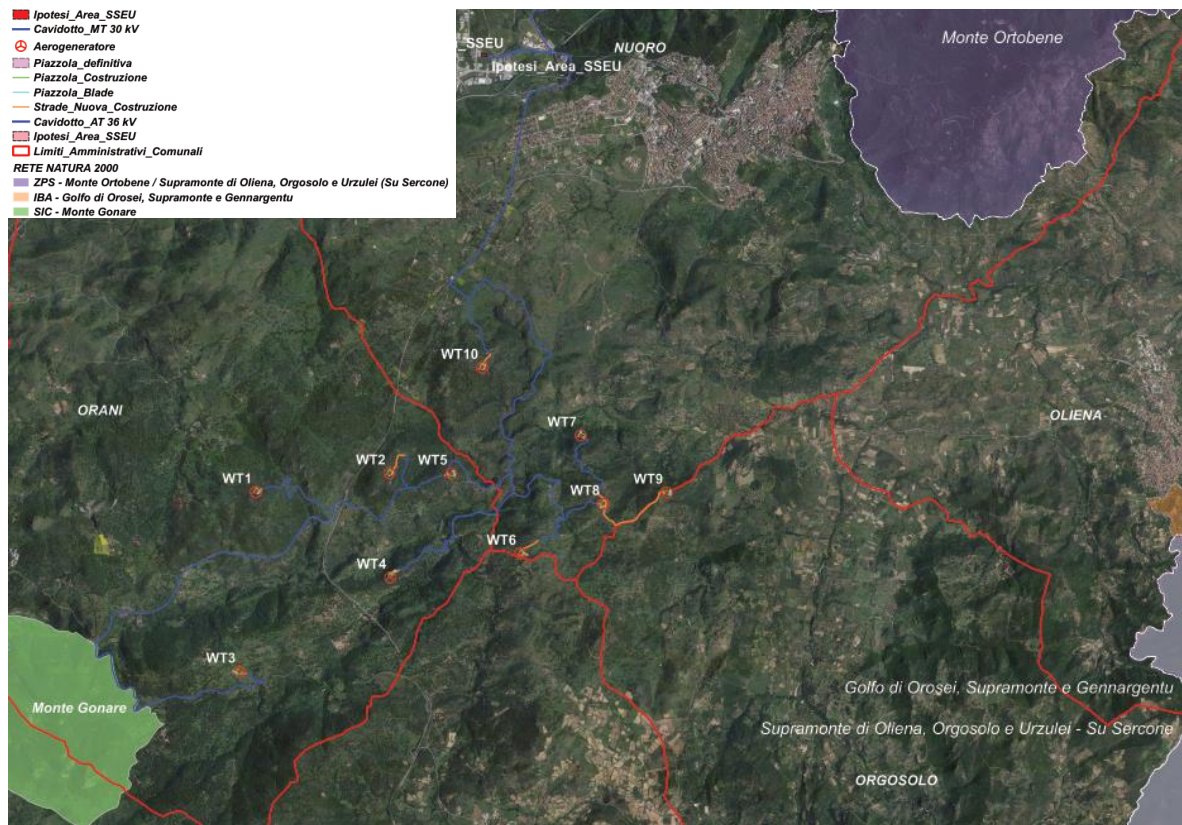 Ipotesi_Area_SSEU
Cavidotto_MT 30 kV
Aerogeneratore
Piazzola_definitiva
Piazzola_Costruzione
Piazzola_Blade
Strade_Nuova_Costruzione
Cavidotto_AT 36 kV
Ipotesi_Area_SSEU
Limiti_Amministrativi_Comunali
RETE NATURA 2000
ZPS - Monte Ortobene / Supramonte di Oliena, Orgosolo e Urzulei (Su Sercone)
IBA - Golfo di Orosei, Supramonte e Gennargentu
SIC - Monte Gonare
_SSEU
NUORO
Monte Ortobene
Ipotesi_Area_SSEU
WT10
ORANI
OLIENA
WT7
WT2
WT5
WT1
WT9
WT8
WT6
WT4
WT3
Golfo di Orosei, Supramonte e Gennargentu
Monte Gonare
Supramonte di Oliena, Orgosolo e Urzulei - Su Sercone
ORGOSOLO